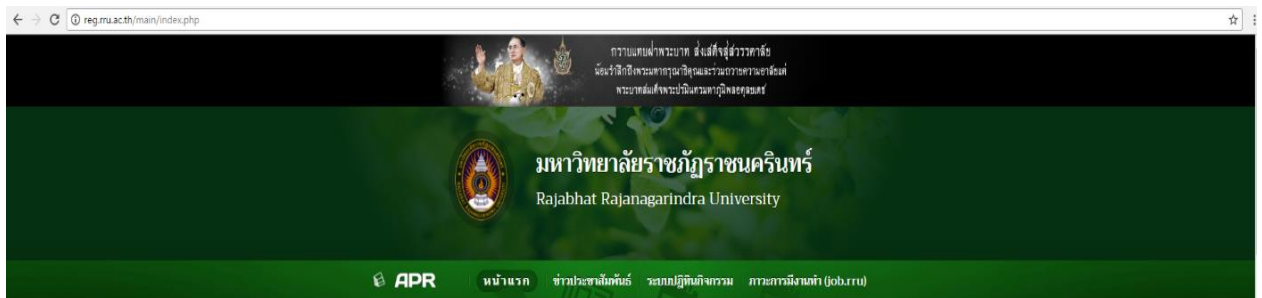 reg.rru.ac.th/main/index.php
กราบแทบฝ่าพระบาท ส่งเสด็จสู่สวรรคาลัย
น้อมรำลึกถึงพระมหากรุณาธิคุณและร่วมถวายความอาลัยแด่
พระบาทสมเด็จพระปรมินทรมหาภูมิพลอดุลยเดช
มหาวิทยาลัยราชภัฏราชนครินทร์
Rajabhat Rajanagarindra University
APR หน้าแรก ข่าวประชาสัมพันธ์ ระบบปฏิทินกิจกรรม ภาวะการมีงานทำ (job.rru)